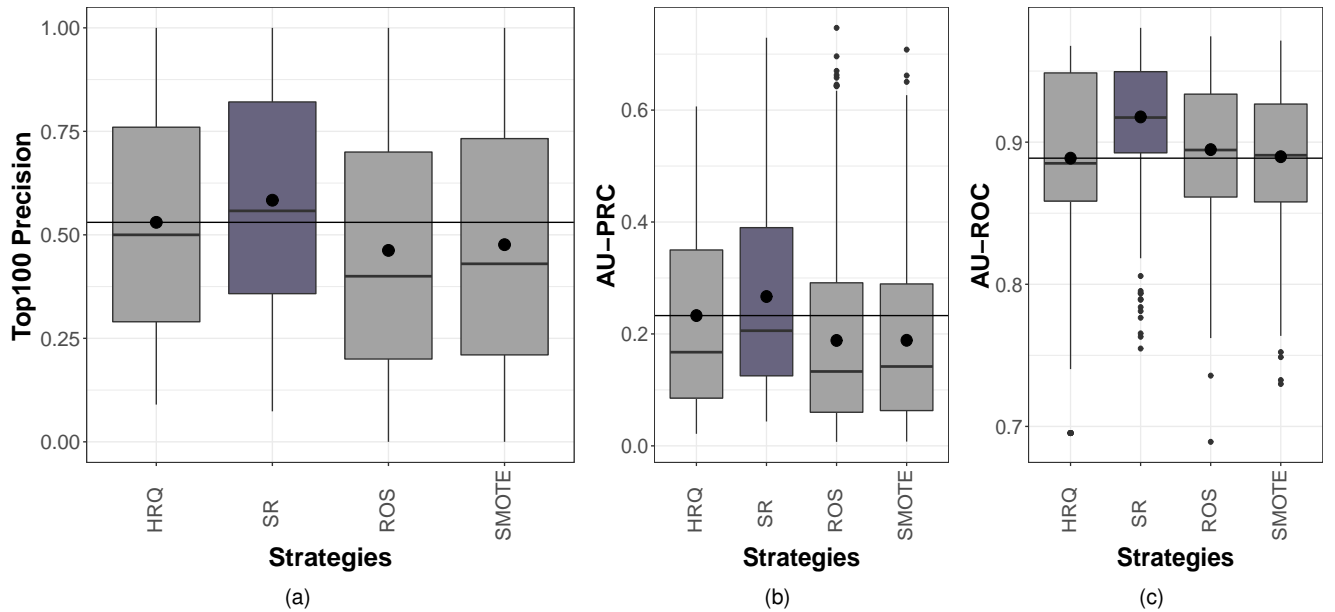 Top100 Precision
1.00
0.75
0.50
0.25
0.00
HRQ
SR
ROS
SMOTE
Strategies
(a)
AU−PRC
0.6
0.4
0.2
0.0
HRQ
SR
ROS
SMOTE
Strategies
(b)
AU−ROC
0.9
0.8
0.7
HRQ
SR
ROS
SMOTE
Strategies
(c)